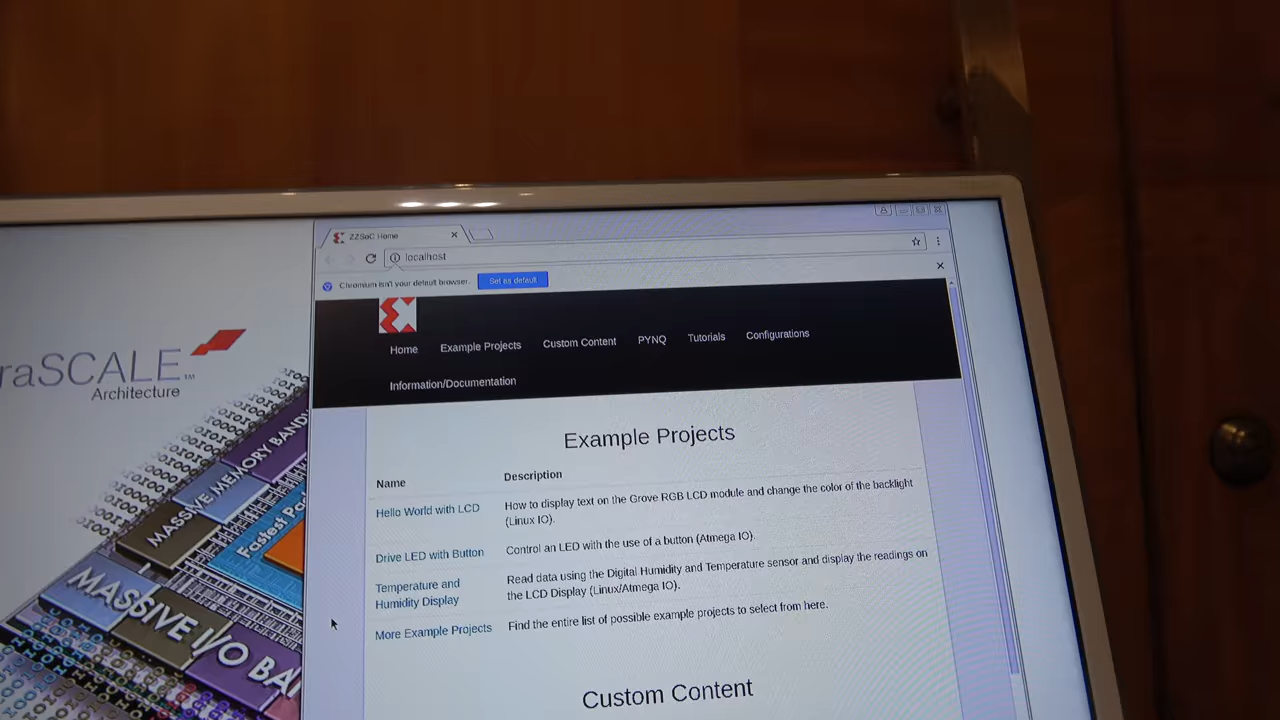 ZZSoC Home
localhost
Chromium isn't your default browser.
Set as default
Home
Example Projects
Custom Content
PYNQ
Tutorials
Configurations
Information/Documentation
raSCALE
Architecture
TM
MASSIVE MEMORY BAND
Fastest Pa
MASSIVE I/O BA
Example Projects
Name
Description
Hello World with LCD
How to display text on the Grove RGB LCD module and change the color of the backlight
(Linux IO).
Drive LED with Button
Control an LED with the use of a button (Atmega IO).
Temperature and
Humidity Display
Read data using the Digital Humidity and Temperature sensor and display the readings on
the LCD Display (Linux/Atmega IO).
More Example Projects
Find the entire list of possible example projects to select from here.
Custom Content